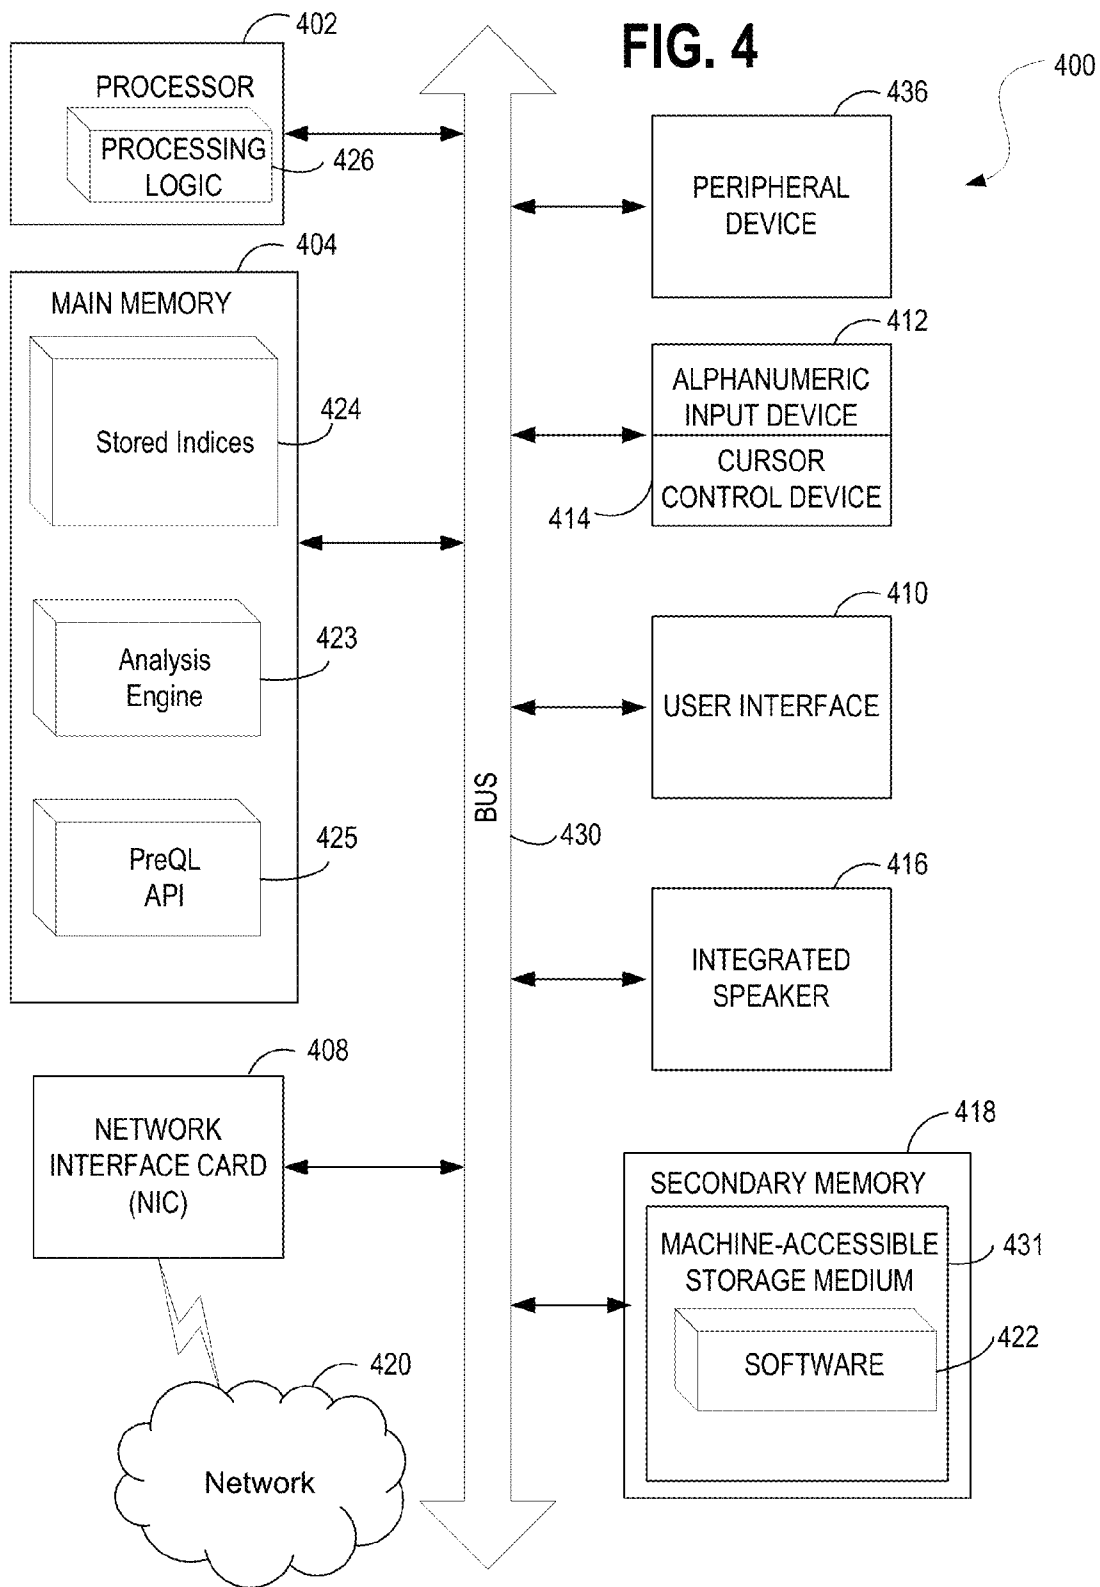 FIG. 4
400
402
PROCESSOR
PROCESSING
LOGIC
426
404
MAIN MEMORY
Stored Indices
424
Analysis
Engine
423
PreQL
API
425
408
NETWORK
INTERFACE CARD
(NIC)
420
Network
BUS
430
436
PERIPHERAL
DEVICE
412
ALPHANUMERIC
INPUT DEVICE
CURSOR
CONTROL DEVICE
414
410
USER INTERFACE
416
INTEGRATED
SPEAKER
418
SECONDARY MEMORY
MACHINE-ACCESSIBLE
STORAGE MEDIUM
431
SOFTWARE
422